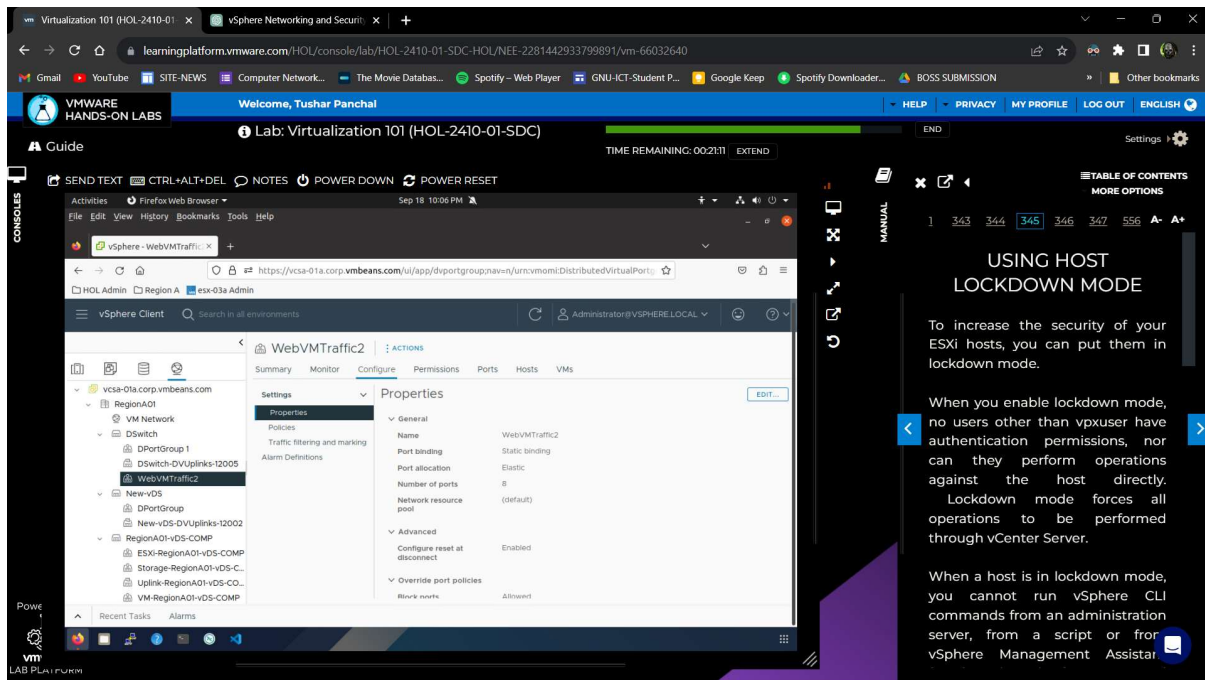 Virtualization 101 (HOL-2410-01-
vSphere Networking and Security
learningplatform.vmware.com/HOL/console/lab/HOL-2410-01-SDC-HOL/NEE-2281442933799891/vm-66032640
Gmail YouTube SITE-NEWS Computer Network... The Movie Databas... Spotify – Web Player GNU-ICT-Student P... Google Keep Spotify Downloader... BOSS SUBMISSION » Other bookmarks
VMWARE
HANDS-ON LABS
Welcome, Tushar Panchal
HELP PRIVACY MY PROFILE LOG OUT ENGLISH
Lab: Virtualization 101 (HOL-2410-01-SDC)
END
Guide
TIME REMAINING: 00:21:11 EXTEND
Settings
SEND TEXT CTRL+ALT+DEL NOTES POWER DOWN POWER RESET
CONSOLES
Activities Firefox Web Browser Sep 18 10:06 PM
File Edit View History Bookmarks Tools Help
vSphere - WebVMTraffic
https://vcsa-01a.corp.vmbeans.com/ui/app/dvportgroup;nav=n/urn:vmomi:DistributedVirtualPortg
HOL Admin Region A esx-03a Admin
vSphere Client Search in all environments Administrator@VSPHERE.LOCAL
WebVMTraffic2 ACTIONS
Summary Monitor Configure Permissions Ports Hosts VMs
vcsa-01a.corp.vmbeans.com
RegionA01
VM Network
DSwitch
DPortGroup 1
DSwitch-DVUplinks-12005
WebVMTraffic2
New-vDS
DPortGroup
New-vDS-DVUplinks-12002
RegionA01-vDS-COMP
ESXi-RegionA01-vDS-COMP
Storage-RegionA01-vDS-C...
Uplink-RegionA01-vDS-CO...
VM-RegionA01-vDS-COMP
Settings
Properties
Policies
Traffic filtering and marking
Alarm Definitions
Properties
EDIT...
General
Name WebVMTraffic2
Port binding Static binding
Port allocation Elastic
Number of ports 8
Network resource pool (default)
Advanced
Configure reset at disconnect Enabled
Override port policies
Block ports Allowed
Recent Tasks Alarms
Powe
vm
LAB PLATFORM
MANUAL
TABLE OF CONTENTS
MORE OPTIONS
1 343 344 345 346 347 556 A- A+
USING HOST
LOCKDOWN MODE
To increase the security of your
ESXi hosts, you can put them in
lockdown mode.
When you enable lockdown mode,
no users other than vpxuser have
authentication permissions, nor
can they perform operations
against the host directly.
Lockdown mode forces all
operations to be performed
through vCenter Server.
When a host is in lockdown mode,
you cannot run vSphere CLI
commands from an administration
server, from a script or from
vSphere Management Assistan